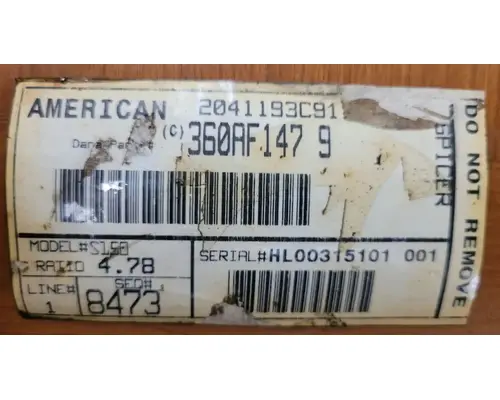 AMERICAN 2041193C91
Dana Part# (C) 360AF147 9
MODEL# S150
RATIO 4.78
LINE# 1
SEQ# 8473
SERIAL#HL00315101 001
SPICER
DO NOT REMOVE